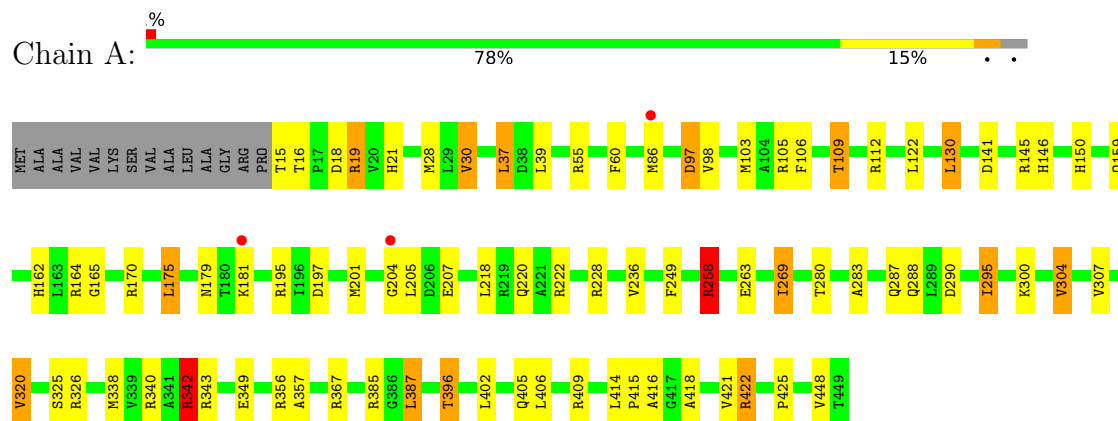 %
Chain A:
78% 15% • •
MET ALA ALA VAL VAL LYS SER VAL ALA LEU ALA GLY ARG PRO T15 T16 P17 D18 R19 V20 H21 M28 L29 V30 L37 D38 L39 R55 F60 M86 D97 V98 M103 A104 R105 F106 T109 R112 L122 L130 D141 R145 H146 H150
H162 L163 R164 G165 R170 L175 N179 T180 K181 R195 I196 D197 M201 G204 L205 D206 E207 L218 R219 Q220 A221 R222 R228 V236 F249 R258 E263 I269 T280 A283 Q287 Q288 L289 D290 I295 K300 V304 V307
V320 S325 R326 M338 V339 R340 A341 R342 R343 E349 R356 A357 R367 R385 G386 L387 T396 L402 Q405 L406 R409 L414 P415 A416 G417 A418 V421 R422 P425 V448 T449